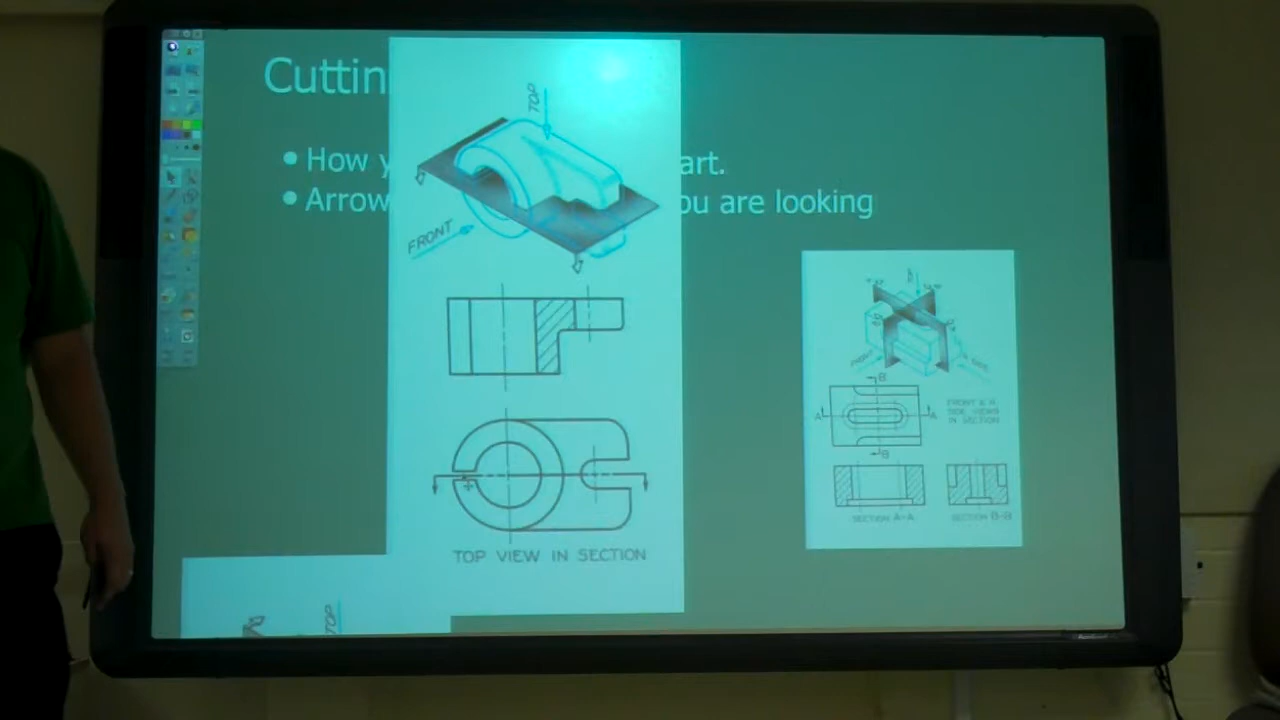 Cuttin
• How y
art.
• Arrow
ou are looking
TOP
FRONT
TOP VIEW IN SECTION
B
A
A
B
FRONT & R.
SIDE VIEWS
IN SECTION
SECTION A-A
SECTION B-B
TOP